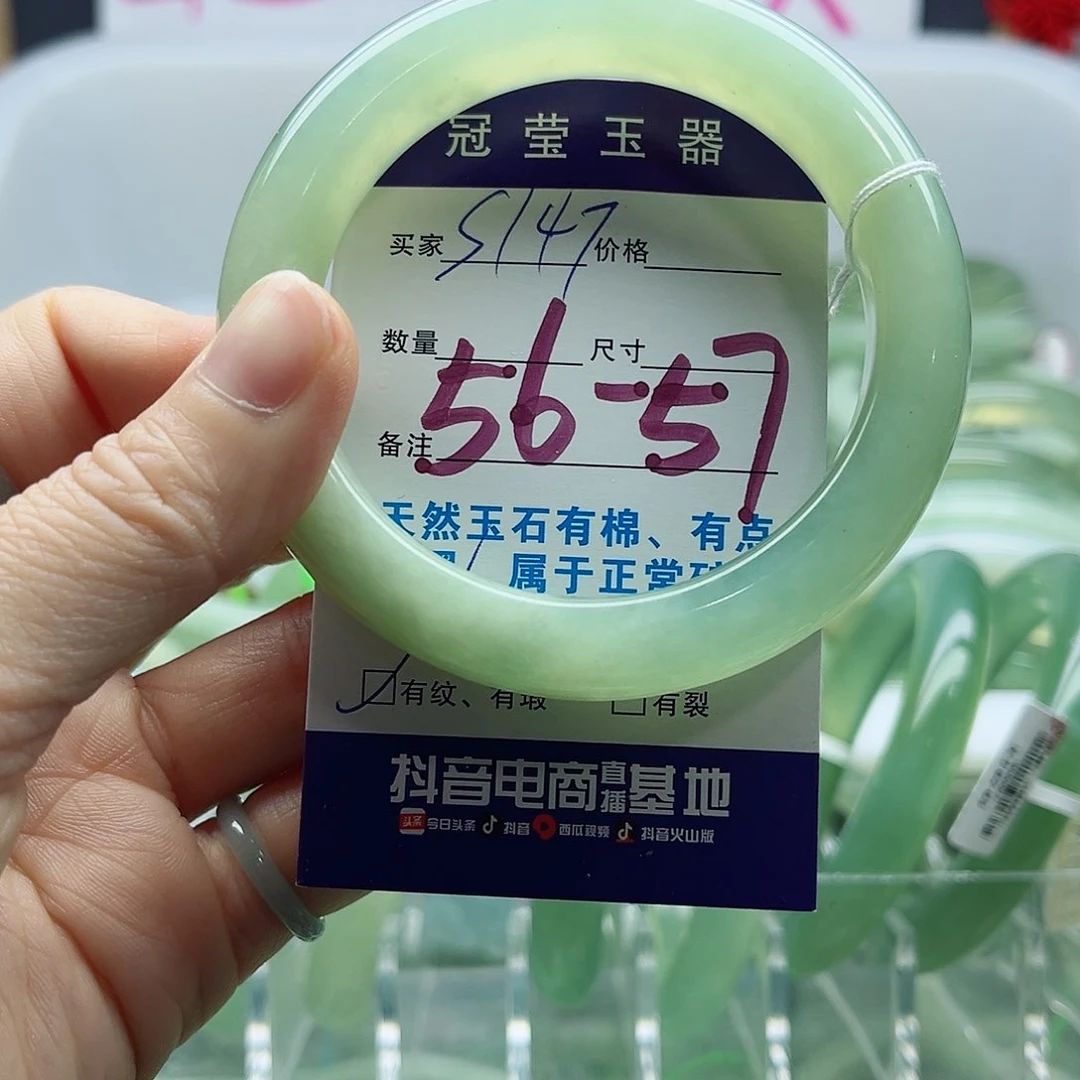 冠莹玉器
买家 S147 价格
数量 尺寸
56-57
备注
天然玉石有棉、有点
属于正常
有纹、有瑕 有裂
抖音电商直播基地
头条 今日头条 抖音 西瓜视频 抖音火山版